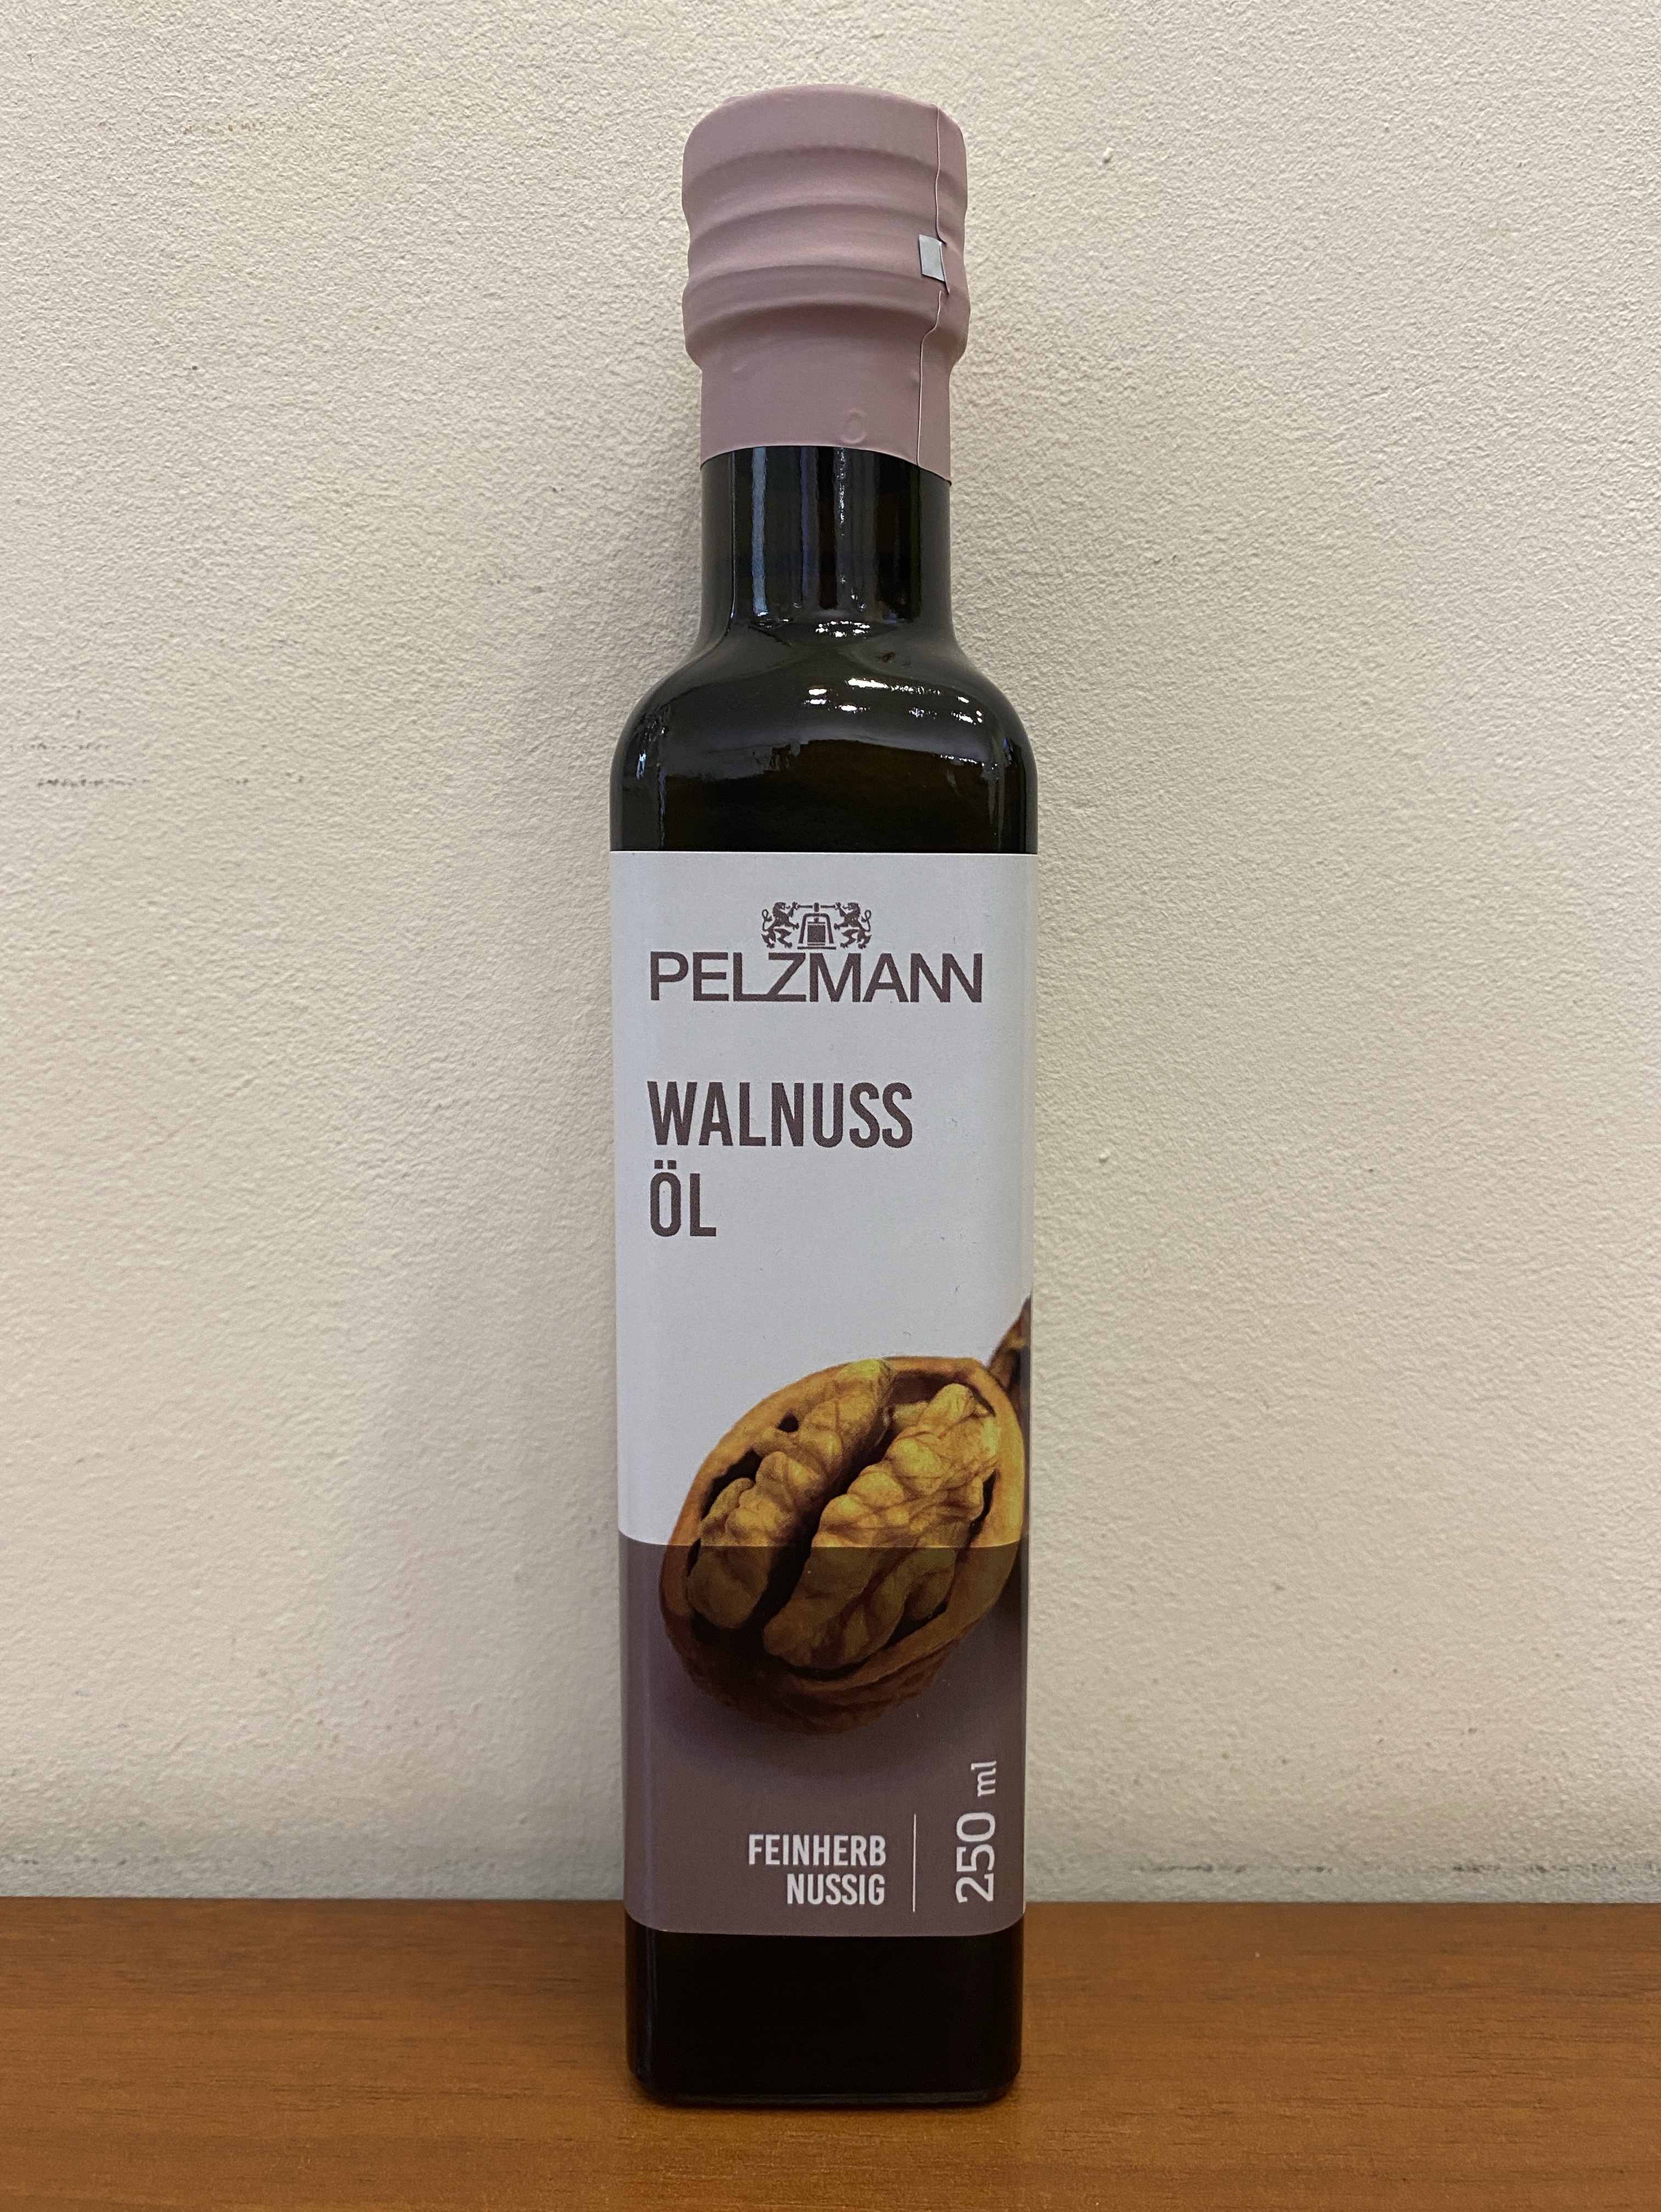 PELZMANN
WALNUSS
ÖL
FEINHERB
NUSSIG
250 ml